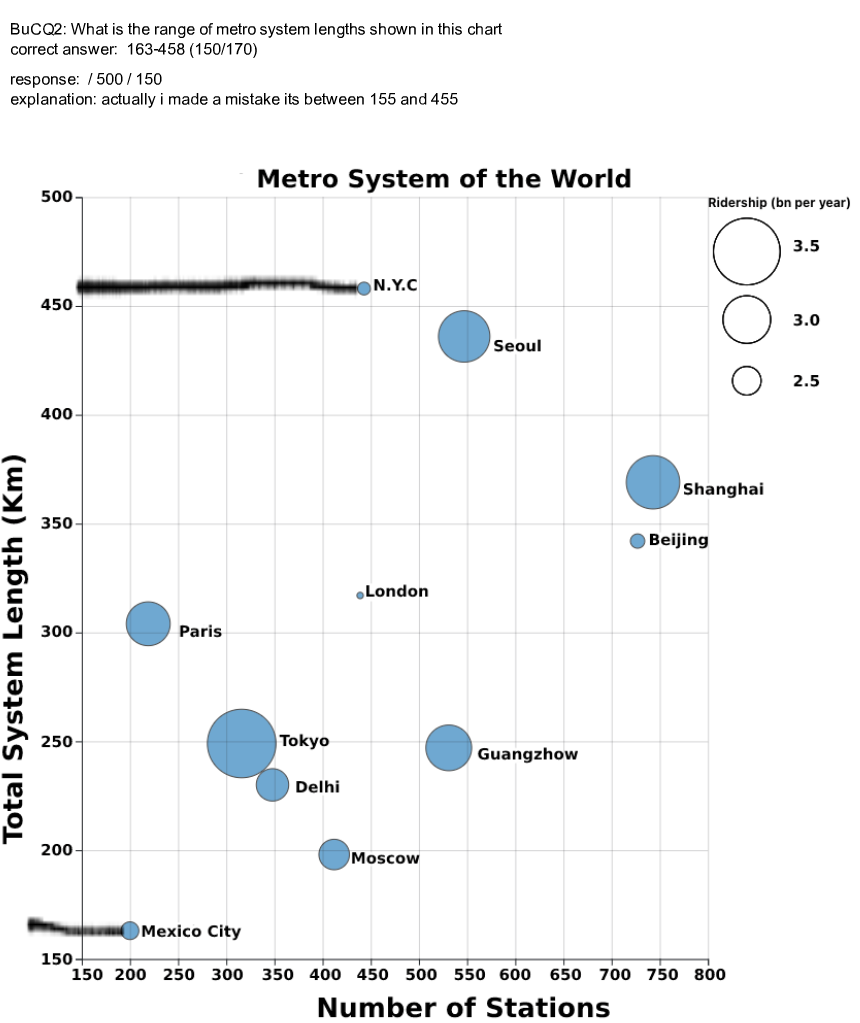 BuCQ2: What is the range of metro system lengths shown in this chart
correct answer:  163-458 (150/170)
response:  / 500 / 150
explanation: actually i made a mistake its between 155 and 455
Metro System of the World
Ridership (bn per year)
3.5
3.0
2.5
Total System Length (Km)
500
450
400
350
300
250
200
150
N.Y.C
Seoul
Shanghai
Beijing
London
Paris
Tokyo
Guangzhow
Delhi
Moscow
Mexico City
150 200 250 300 350 400 450 500 550 600 650 700 750 800
Number of Stations